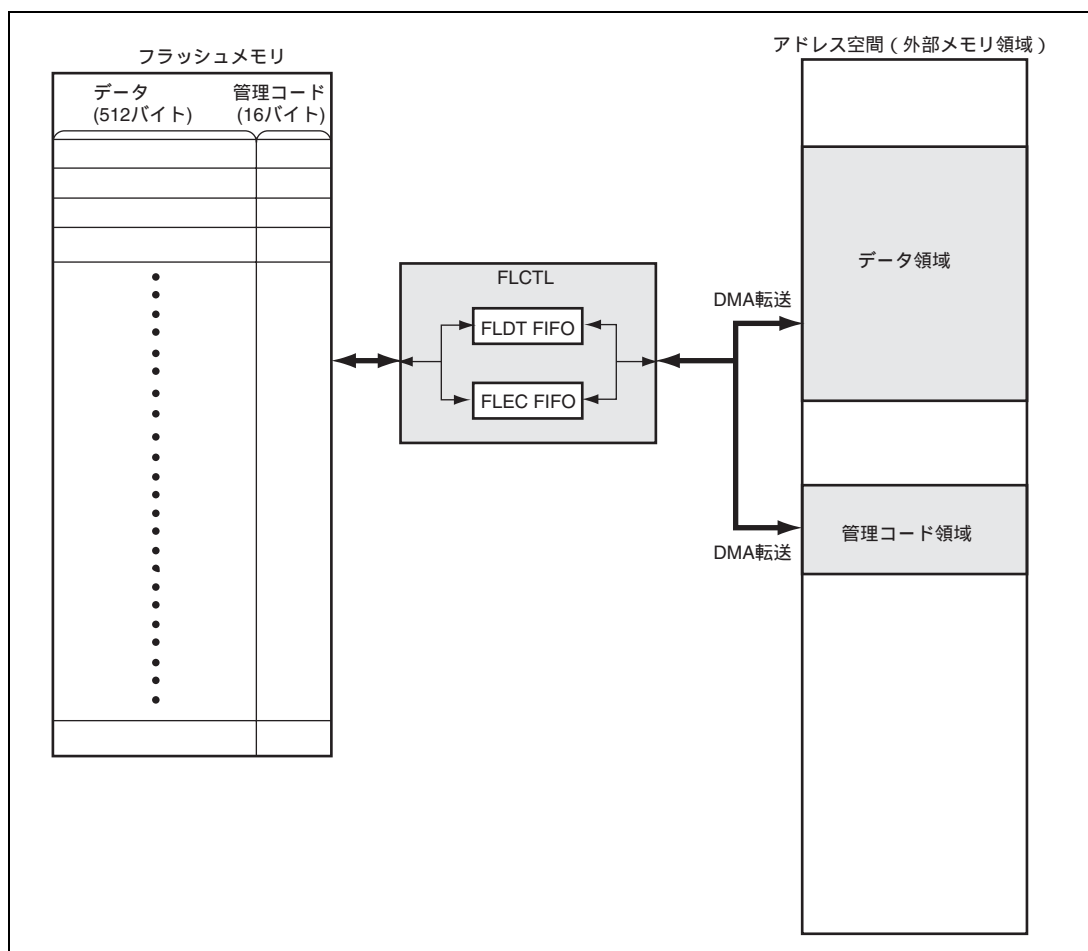 フラッシュメモリ
データ
(512バイト)
管理コード
(16バイト)
FLCTL
FLDT FIFO
FLEC FIFO
DMA転送
DMA転送
アドレス空間(外部メモリ領域)
データ領域
管理コード領域